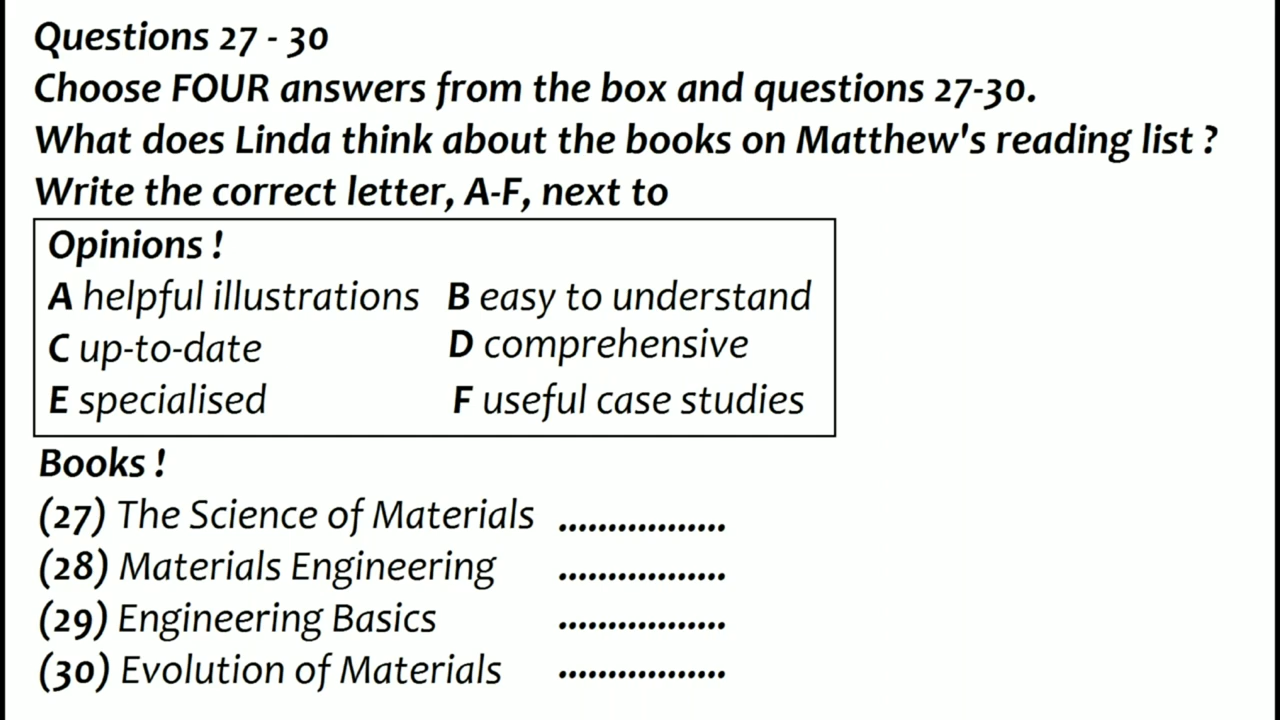 Questions 27 - 30
Choose FOUR answers from the box and questions 27-30.
What does Linda think about the books on Matthew's reading list ?
Write the correct letter, A-F, next to
Opinions !
A helpful illustrations B easy to understand
C up-to-date D comprehensive
E specialised F useful case studies
Books !
(27) The Science of Materials .................
(28) Materials Engineering .................
(29) Engineering Basics .................
(30) Evolution of Materials .................